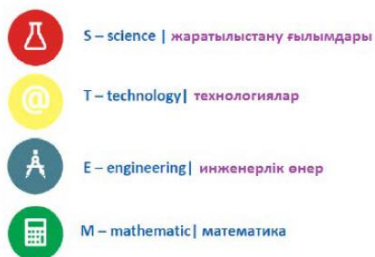 S – science | жаратылыстану ғылымдары
@
T – technology| технологиялар
E – engineering| инженерлік өнер
M – mathematic| математика